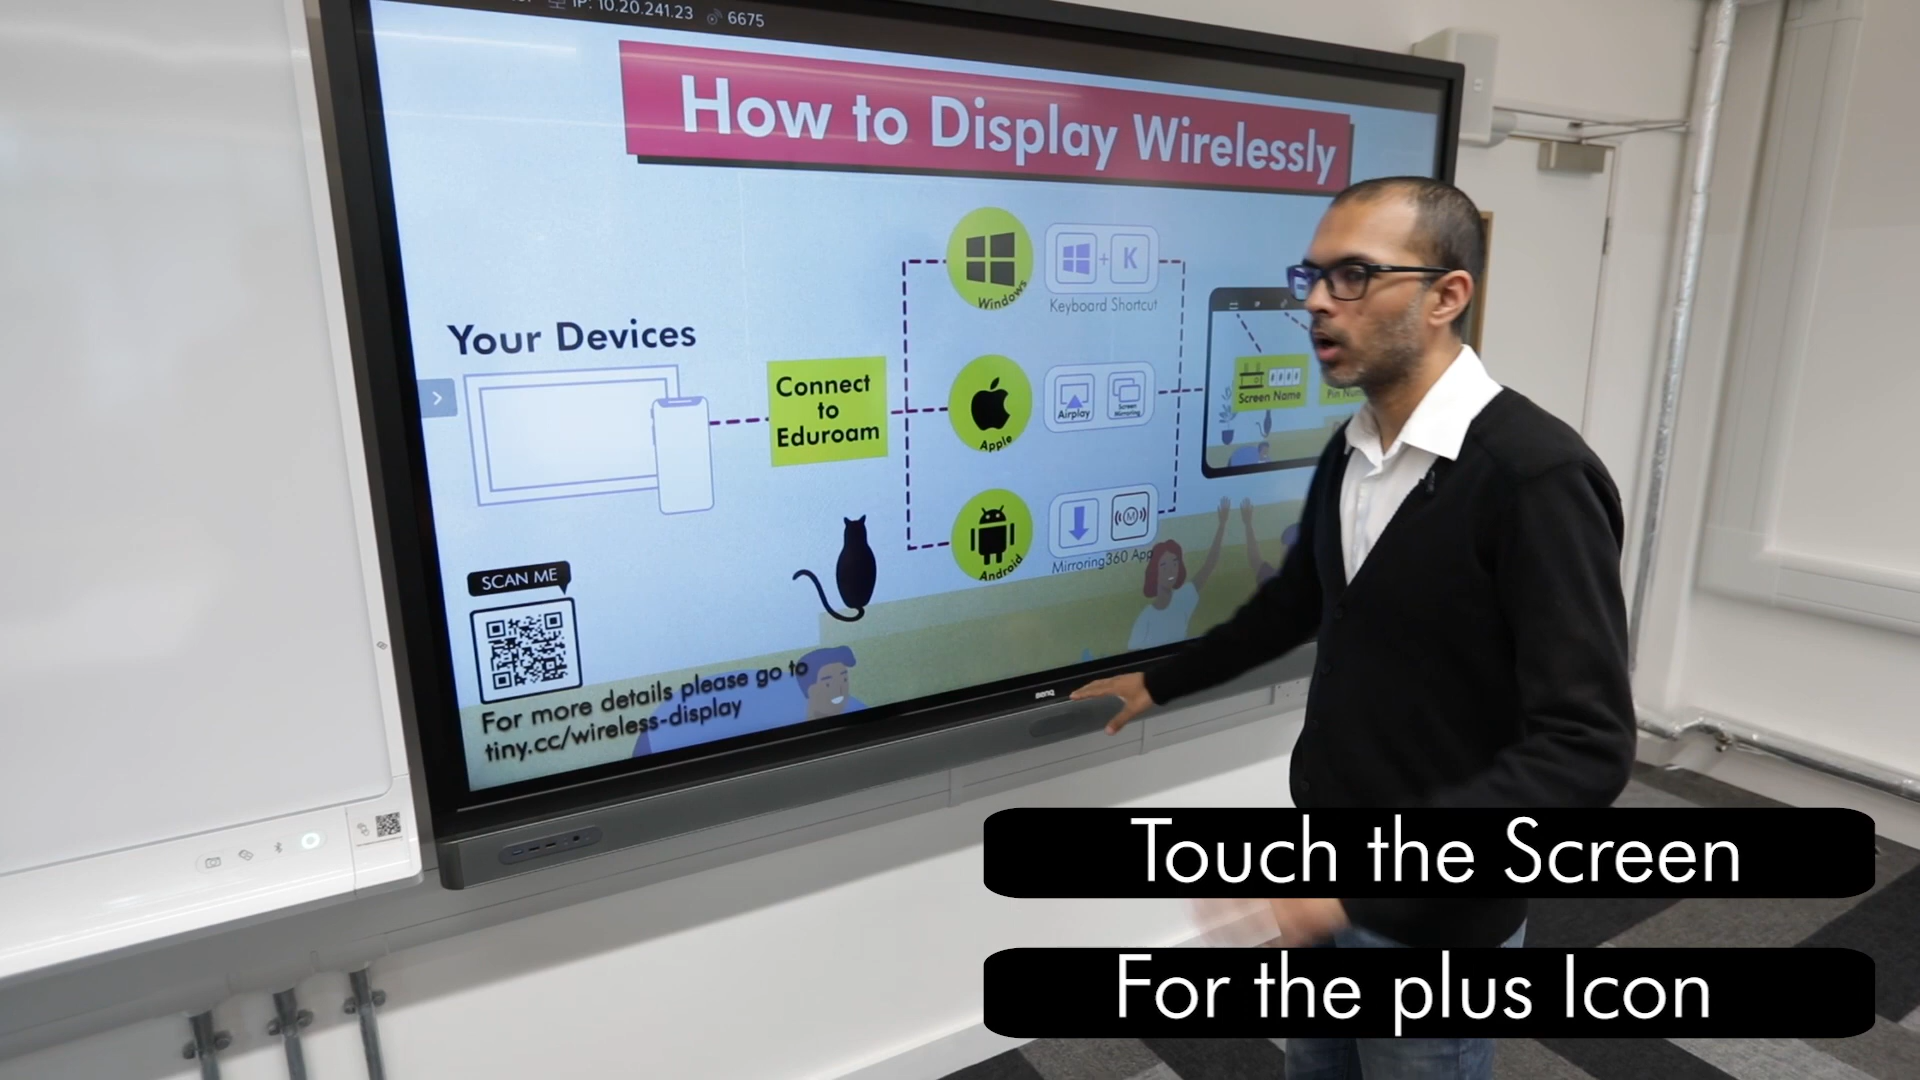 IP: 10.20.241.23
6675
How to Display Wirelessly
Windows
+ K
Keyboard Shortcut
Your Devices
Connect
to
Eduroam
Apple
Airplay
Screen
Mirroring
Screen Name
Android
M
Mirroring360 App
SCAN ME
For more details please go to
tiny.cc/wireless-display
BenQ
Touch the Screen
For the plus Icon